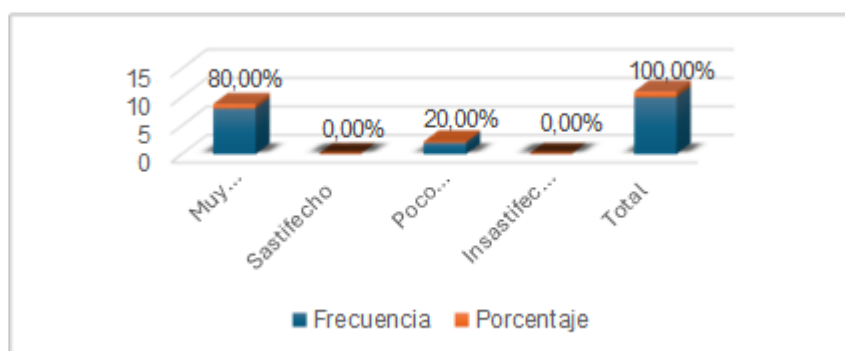 15
10
5
0
80,00%
0,00%
20,00%
0,00%
100,00%
Muy...
Sastifecho
Poco...
Insastifec...
Total
Frecuencia
Porcentaje